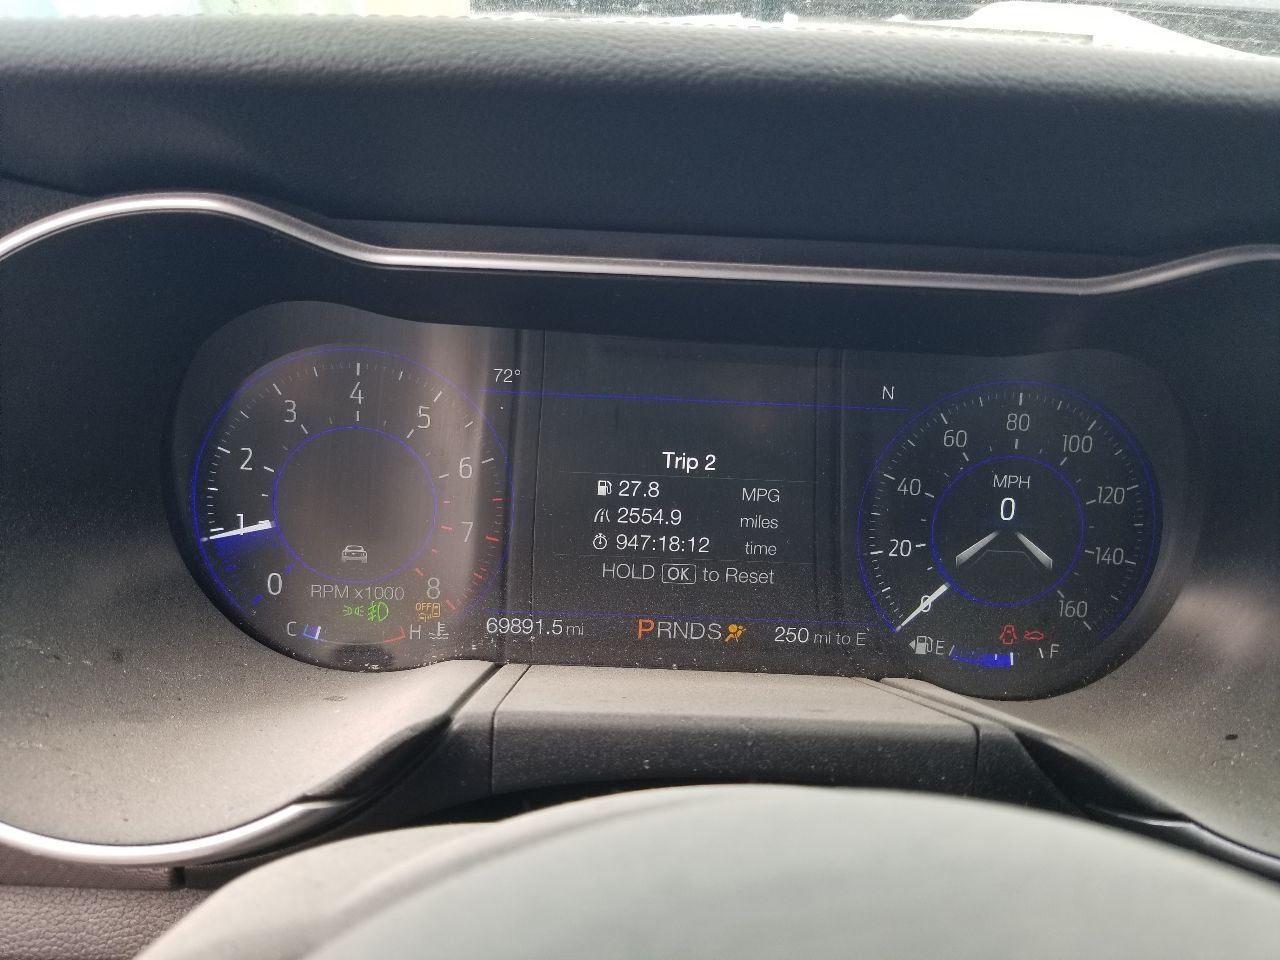 72°
N
0
1
2
3
4
5
6
7
8
RPM x1000
OFF
C
H
Trip 2
27.8 MPG
2554.9 miles
947:18:12 time
HOLD OK to Reset
69891.5 mi
PRNDS
250 mi to E
0
20
40
60
80
100
120
140
160
MPH
0
E
F